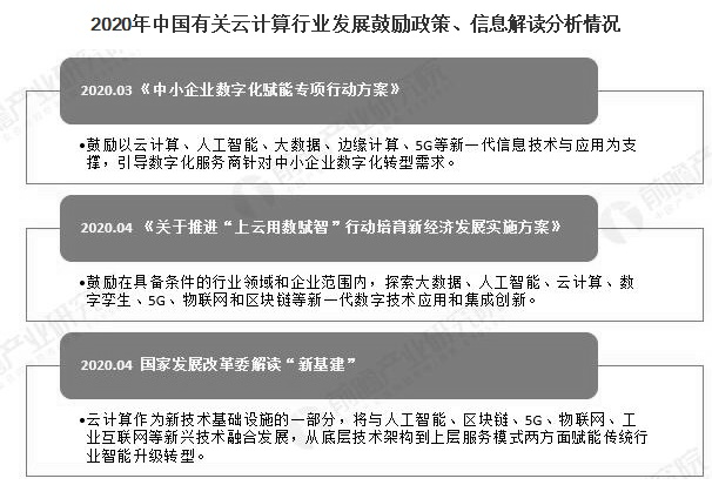 2020年中国有关云计算行业发展鼓励政策、信息解读分析情况
2020.03《中小企业数字化赋能专项行动方案》
•鼓励以云计算、人工智能、大数据、边缘计算、5G等新一代信息技术与应用为支
撑，引导数字化服务商针对中小企业数字化转型需求。
2020.04 《关于推进“上云用数赋智”行动培育新经济发展实施方案》
•鼓励在具备条件的行业领域和企业范围内，探索大数据、人工智能、云计算、数
字孪生、5G、物联网和区块链等新一代数字技术应用和集成创新。
2020.04 国家发展改革委解读“新基建”
•云计算作为新技术基础设施的一部分，将与人工智能、区块链、5G、物联网、工
业互联网等新兴技术融合发展，从底层技术架构到上层服务模式两方面赋能传统行
业智能升级转型。